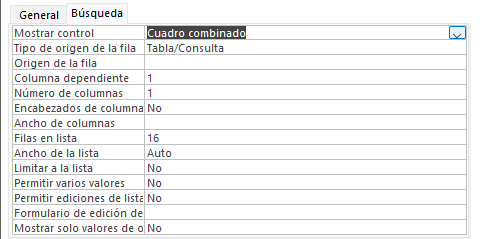 General Búsqueda
Mostrar control Cuadro combinado
Tipo de origen de la fila Tabla/Consulta
Origen de la fila
Columna dependiente 1
Número de columnas 1
Encabezados de columna No
Ancho de columnas
Filas en lista 16
Ancho de la lista Auto
Limitar a la lista No
Permitir varios valores No
Permitir ediciones de lista No
Formulario de edición de
Mostrar solo valores de o No